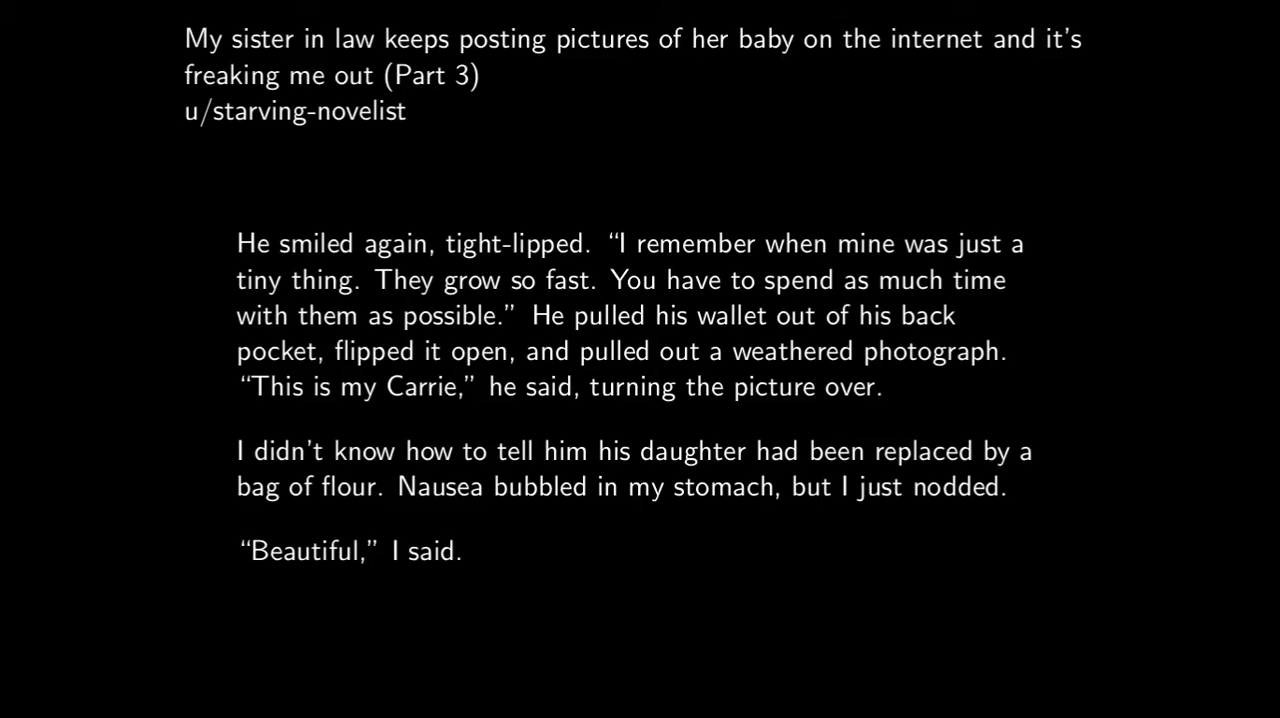 My sister in law keeps posting pictures of her baby on the internet and it's
freaking me out (Part 3)
u/starving-novelist
He smiled again, tight-lipped. “I remember when mine was just a
tiny thing. They grow so fast. You have to spend as much time
with them as possible.” He pulled his wallet out of his back
pocket, flipped it open, and pulled out a weathered photograph.
“This is my Carrie,” he said, turning the picture over.
I didn't know how to tell him his daughter had been replaced by a
bag of flour. Nausea bubbled in my stomach, but I just nodded.
“Beautiful,” I said.